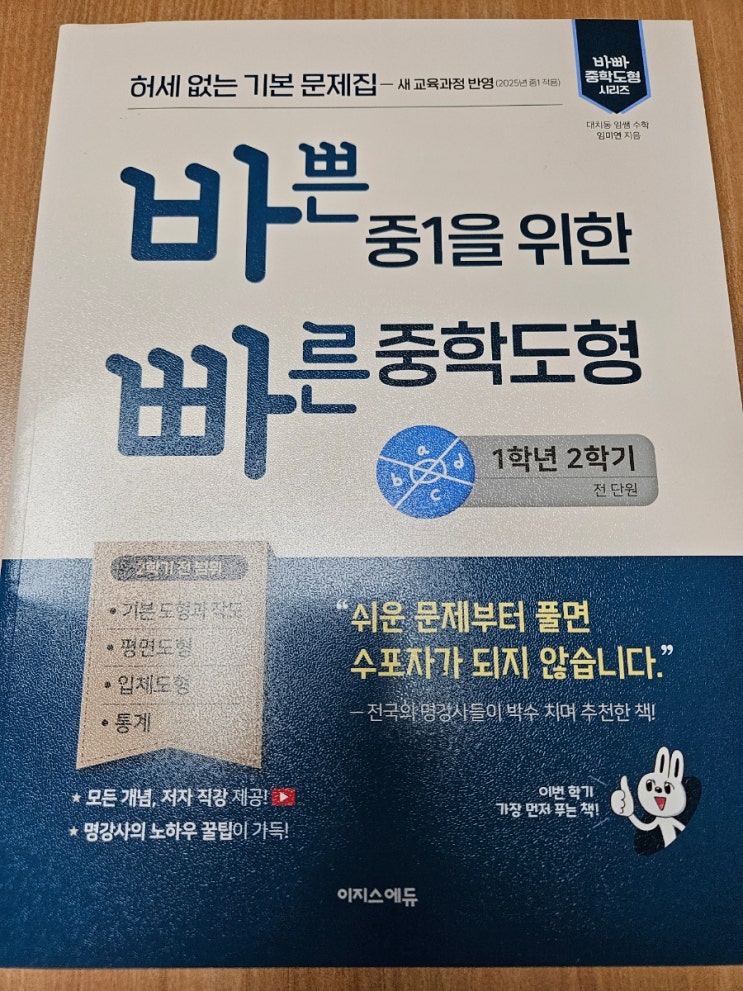 허세 없는 기본 문제집 – 새 교육과정 반영 (2025년 중1 적용)
바빠
중학도형
시리즈
대치동 임쌤 수학
임미연 지음
바쁜 중1을 위한
빠른 중학도형
a
b
c
d
1학년 2학기
전 단원
2학기 전 범위
• 기본 도형과 작도
• 평면도형
• 입체도형
• 통계
“쉬운 문제부터 풀면
수포자가 되지 않습니다.”
– 전국의 명강사들이 박수 치며 추천한 책!
★ 모든 개념, 저자 직강 제공!
★ 명강사의 노하우 꿀팁이 가득!
이번 학기
가장 먼저 푸는 책!
이지스에듀